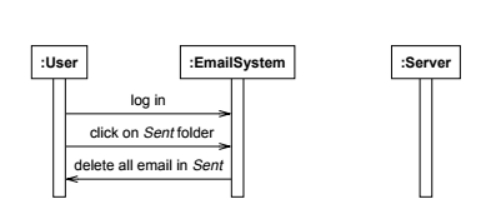 :User
:EmailSystem
:Server
log in
click on Sent folder
delete all email in Sent